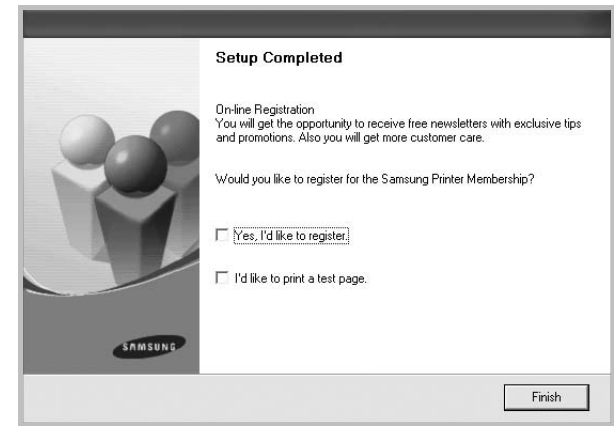 Setup Completed
On-line Registration
You will get the opportunity to receive free newsletters with exclusive tips
and promotions. Also you will get more customer care.
Would you like to register for the Samsung Printer Membership?
Yes, I'd like to register.
I'd like to print a test page.
SAMSUNG
Finish